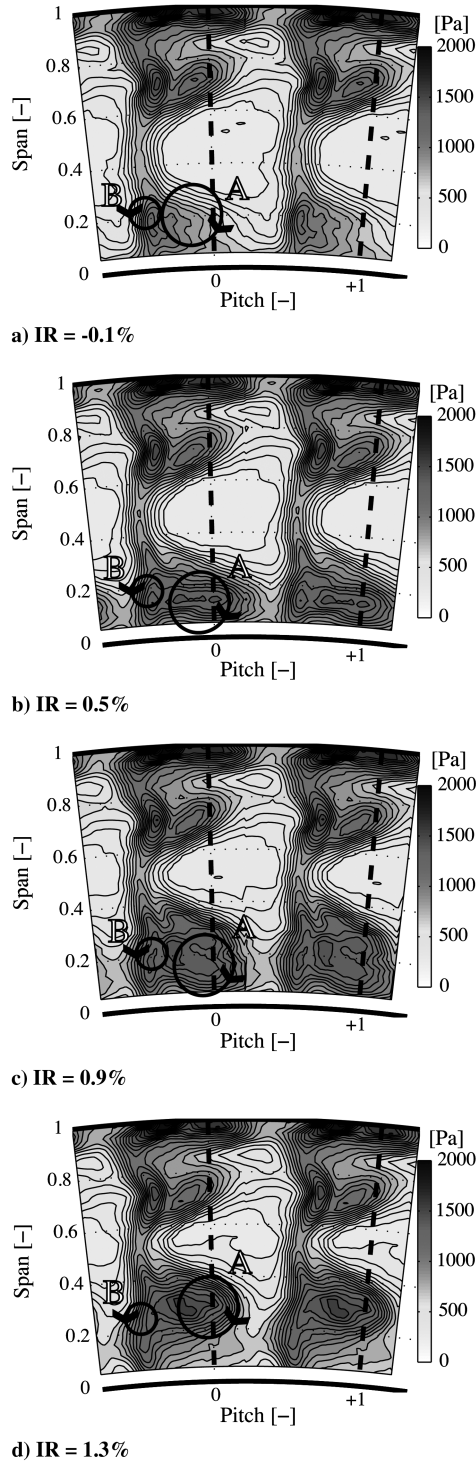 [Pa]
2000
1
0.8
1500
Span [–]
0.6
1000
0.4
B
A
500
0.2
0
0
0
+1
Pitch [–]
a) IR = -0.1%
[Pa]
1
2000
0.8
1500
Span [–]
0.6
1000
0.4
B
A
500
0.2
0
0
0
+1
Pitch [–]
b) IR = 0.5%
[Pa]
1
2000
0.8
1500
Span [–]
0.6
1000
0.4
B
A
500
0.2
0
0
0
+1
Pitch [–]
c) IR = 0.9%
[Pa]
1
2000
0.8
1500
Span [–]
0.6
1000
0.4
B
A
500
0.2
0
0
0
+1
Pitch [–]
d) IR = 1.3%